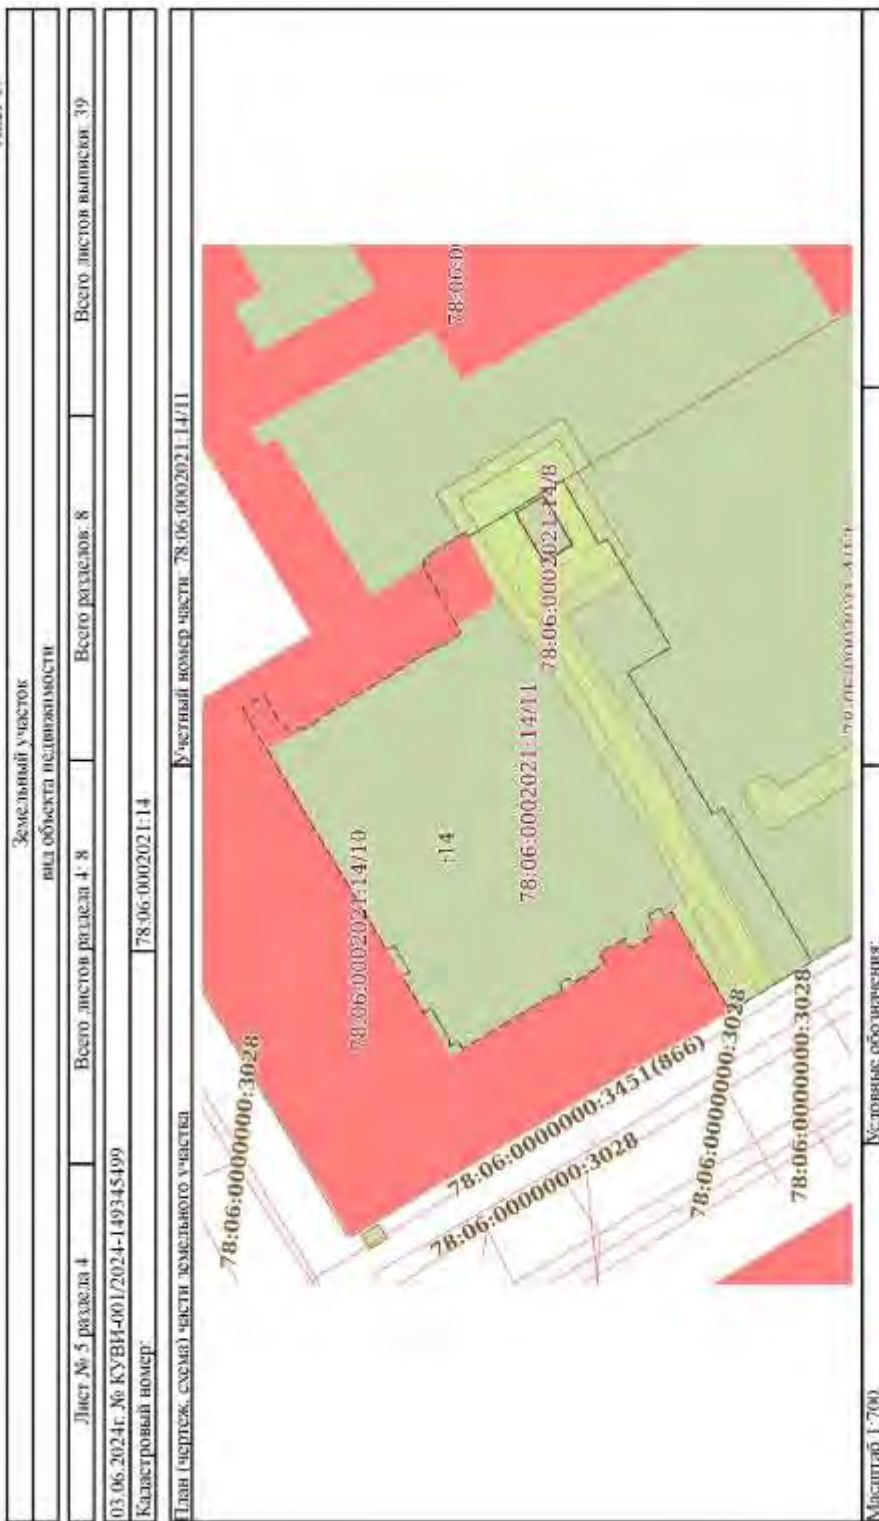 Земельный участок
вид объекта недвижимости
Лист № 5 раздела 4 Всего листов раздела 4: 8 Всего разделов: 8 Всего листов выписки: 39
03.06.2024г. № КУВИ-001/2024-149345499
Кадастровый номер: 78:06:0002021:14
План (чертеж, схема) части земельного участка Учетный номер части: 78:06:0002021:14/11
78:06:0000000:3028
78:06:0002021:14/10
:14
78:06:0002021:14/11
78:06:0002021:14/8
78:06:0
78:06:0000000:3451(866)
78:06:0000000:3028
78:06:0000000:3028
78:06:0000000:3028
Масштаб 1:700 Условные обозначения: